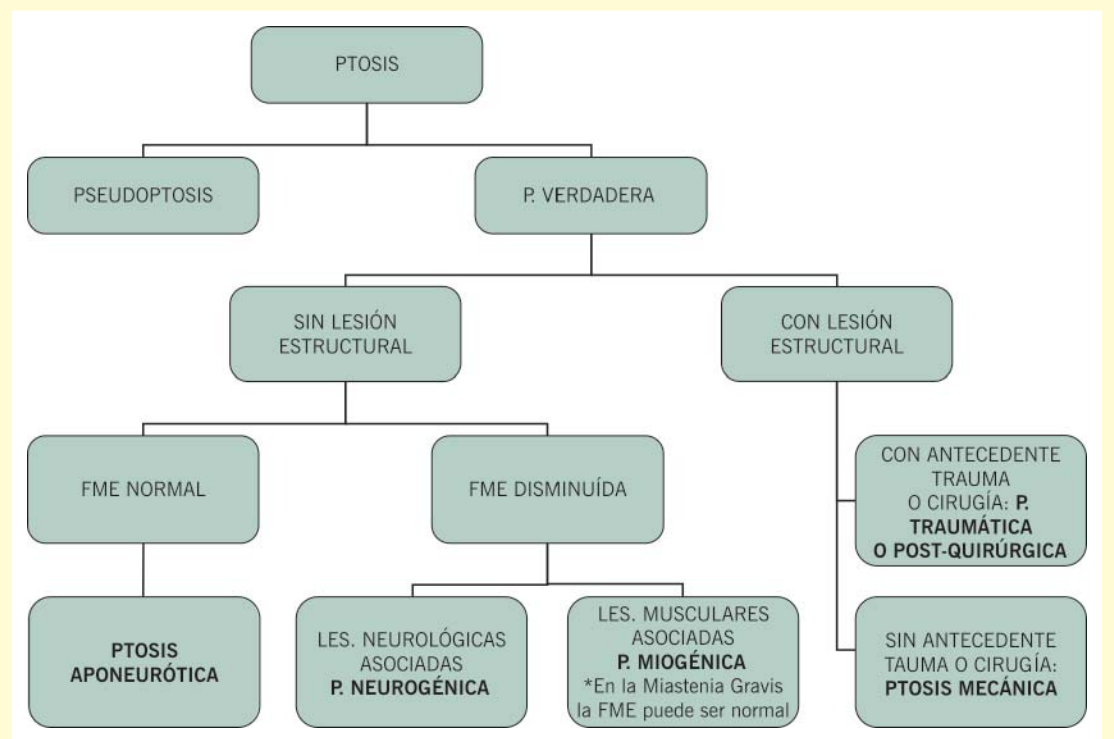 PTOSIS
PSEUDOPTOSIS
P. VERDADERA
SIN LESIÓN
ESTRUCTURAL
CON LESIÓN
ESTRUCTURAL
FME NORMAL
FME DISMINUÍDA
CON ANTECEDENTE
TRAUMA
O CIRUGÍA: P.
TRAUMÁTICA
O POST-QUIRÚRGICA
PTOSIS
APONEURÓTICA
LES. NEUROLÓGICAS
ASOCIADAS
P. NEUROGÉNICA
LES. MUSCULARES
ASOCIADAS
P. MIOGÉNICA
*En la Miastenia Gravis
la FME puede ser normal
SIN ANTECEDENTE
TAUMA O CIRUGÍA:
PTOSIS MECÁNICA